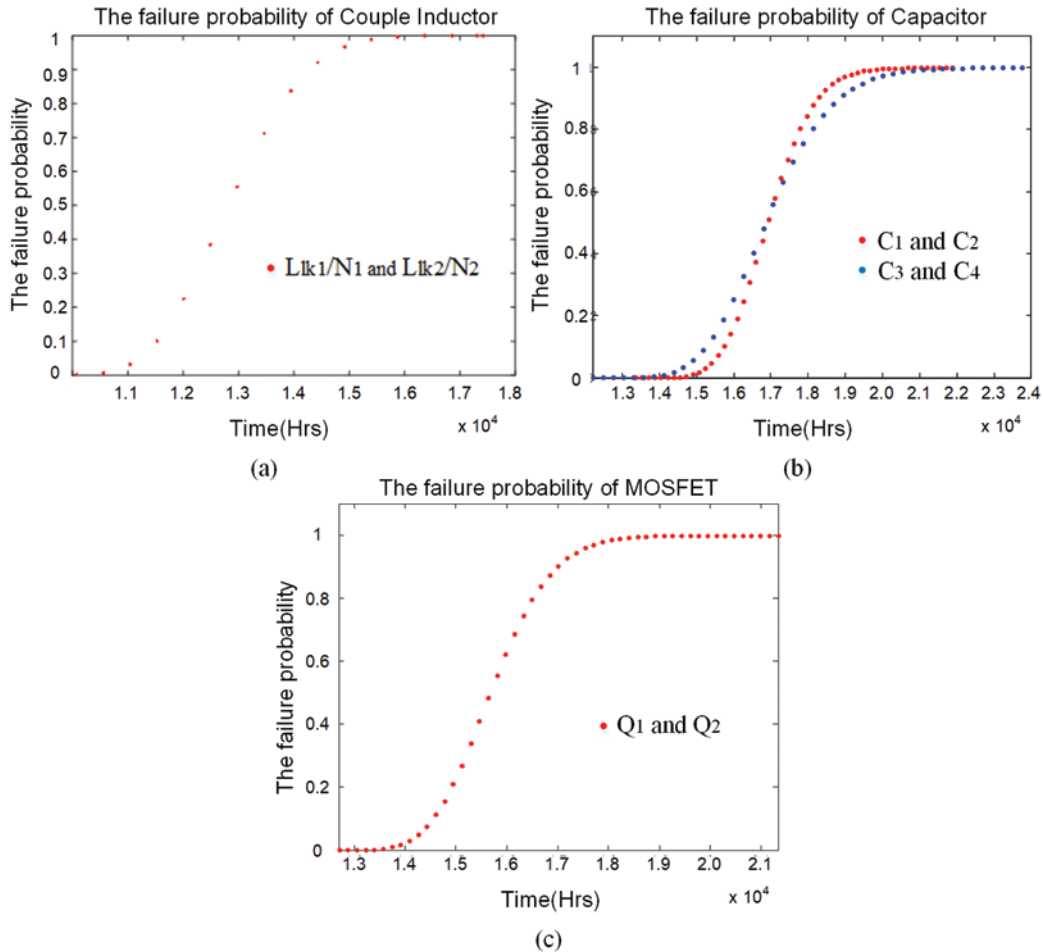 The failure probability of Couple Inductor
The failure probability
1
0.9
0.8
0.7
0.6
0.5
0.4
0.3
0.2
0.1
0
L1k1/N1 and L1k2/N2
1.1 1.2 1.3 1.4 1.5 1.6 1.7 1.8
Time(Hrs)
x 10⁴
(a)
The failure probability of Capacitor
The failure probability
1
0.8
0.6
0.4
0.2
0
C1 and C2
C3 and C4
1.3 1.4 1.5 1.6 1.7 1.8 1.9 2.0 2.1 2.2 2.3 2.4
Time(Hrs)
x 10⁴
(b)
The failure probability of MOSFET
The failure probability
1
0.8
0.6
0.4
0.2
0
Q1 and Q2
1.3 1.4 1.5 1.6 1.7 1.8 1.9 2.0 2.1
Time(Hrs)
x 10⁴
(c)